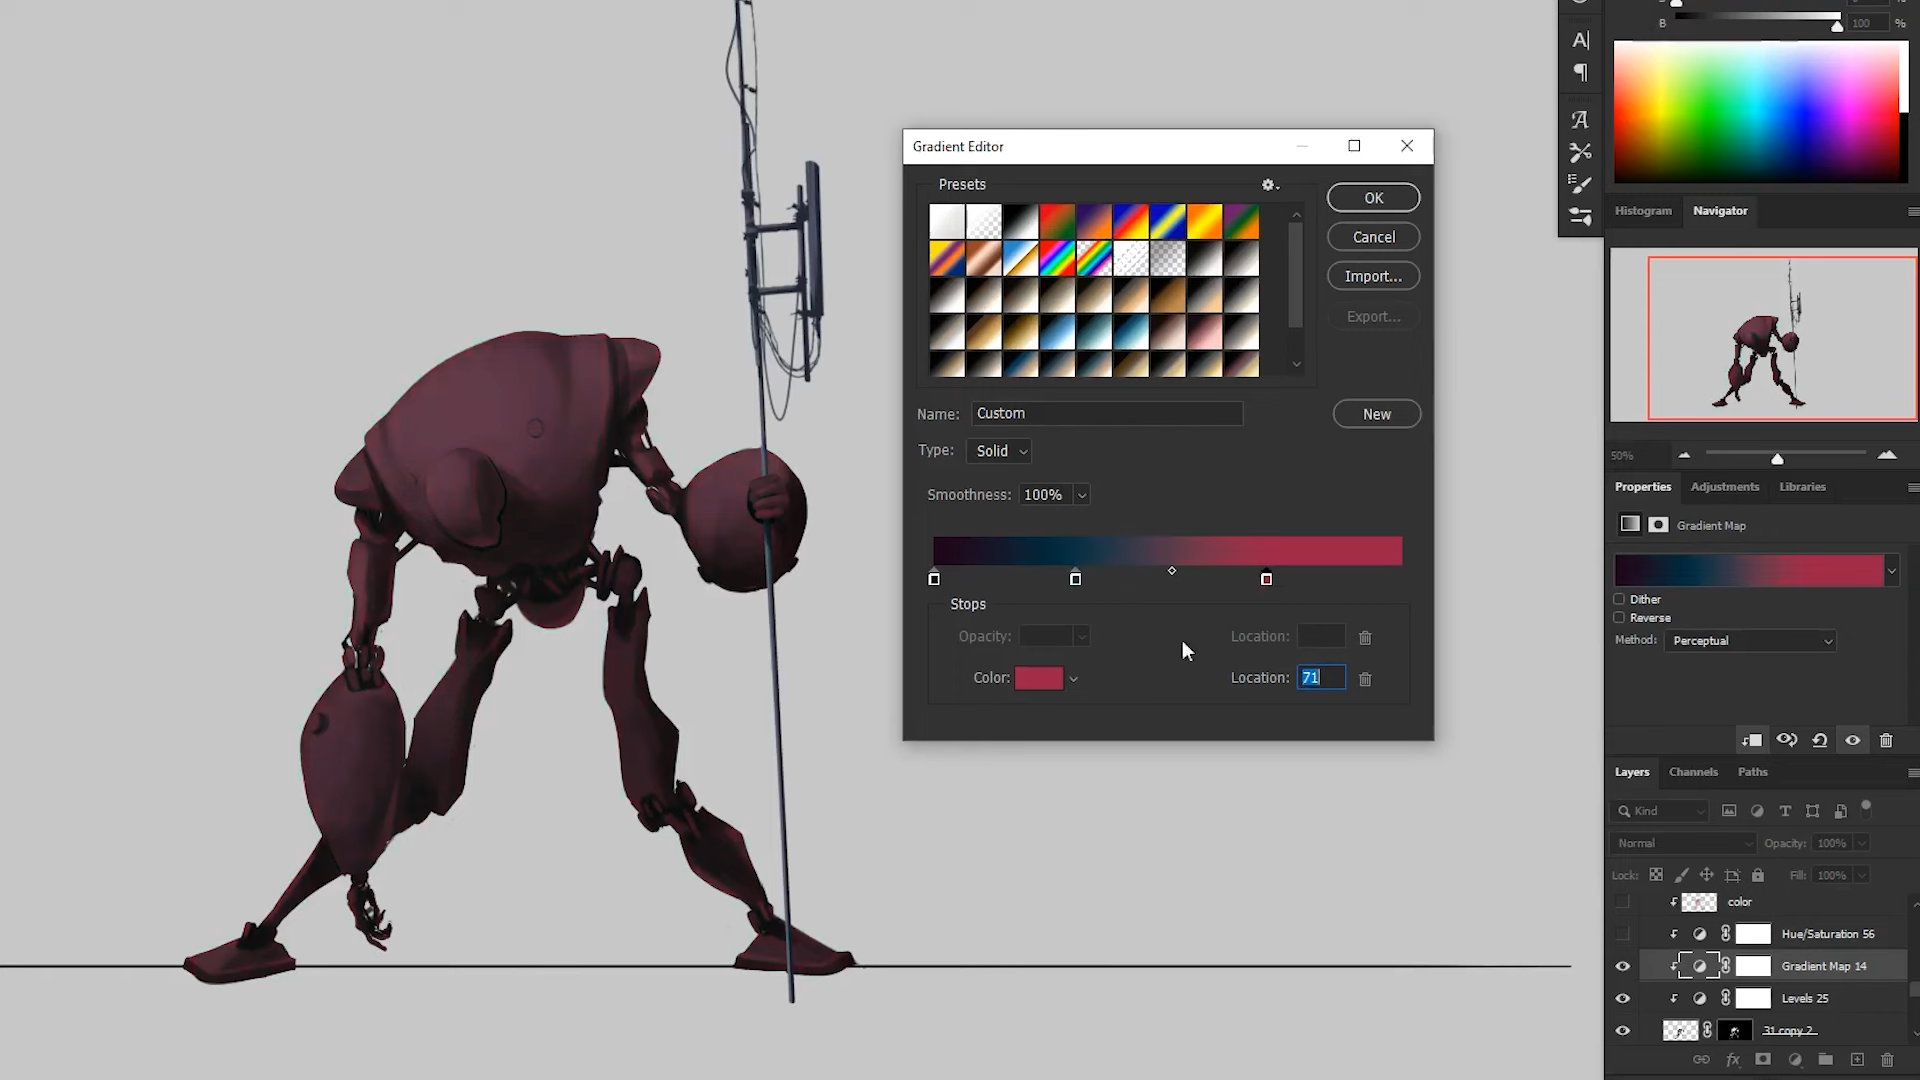 B 100 %
Histogram Navigator
50%
Gradient Editor
Presets
OK
Cancel
Import...
Export...
Name: Custom
New
Type: Solid
Smoothness: 100%
Stops
Opacity: Location:
Color: Location: 71
Properties Adjustments Libraries
Gradient Map
Dither
Reverse
Method: Perceptual
Layers Channels Paths
Kind
Normal Opacity: 100%
Lock: Fill: 100%
color
Hue/Saturation 56
Gradient Map 14
Levels 25
31 copy 2
fx